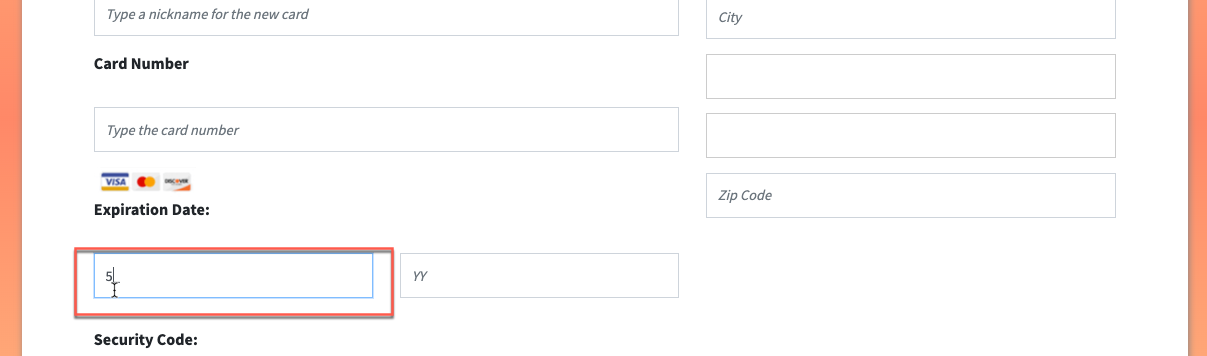 Type a nickname for the new card
City
Card Number
Type the card number
VISA
DISCOVER
Expiration Date:
Zip Code
5
YY
Security Code: